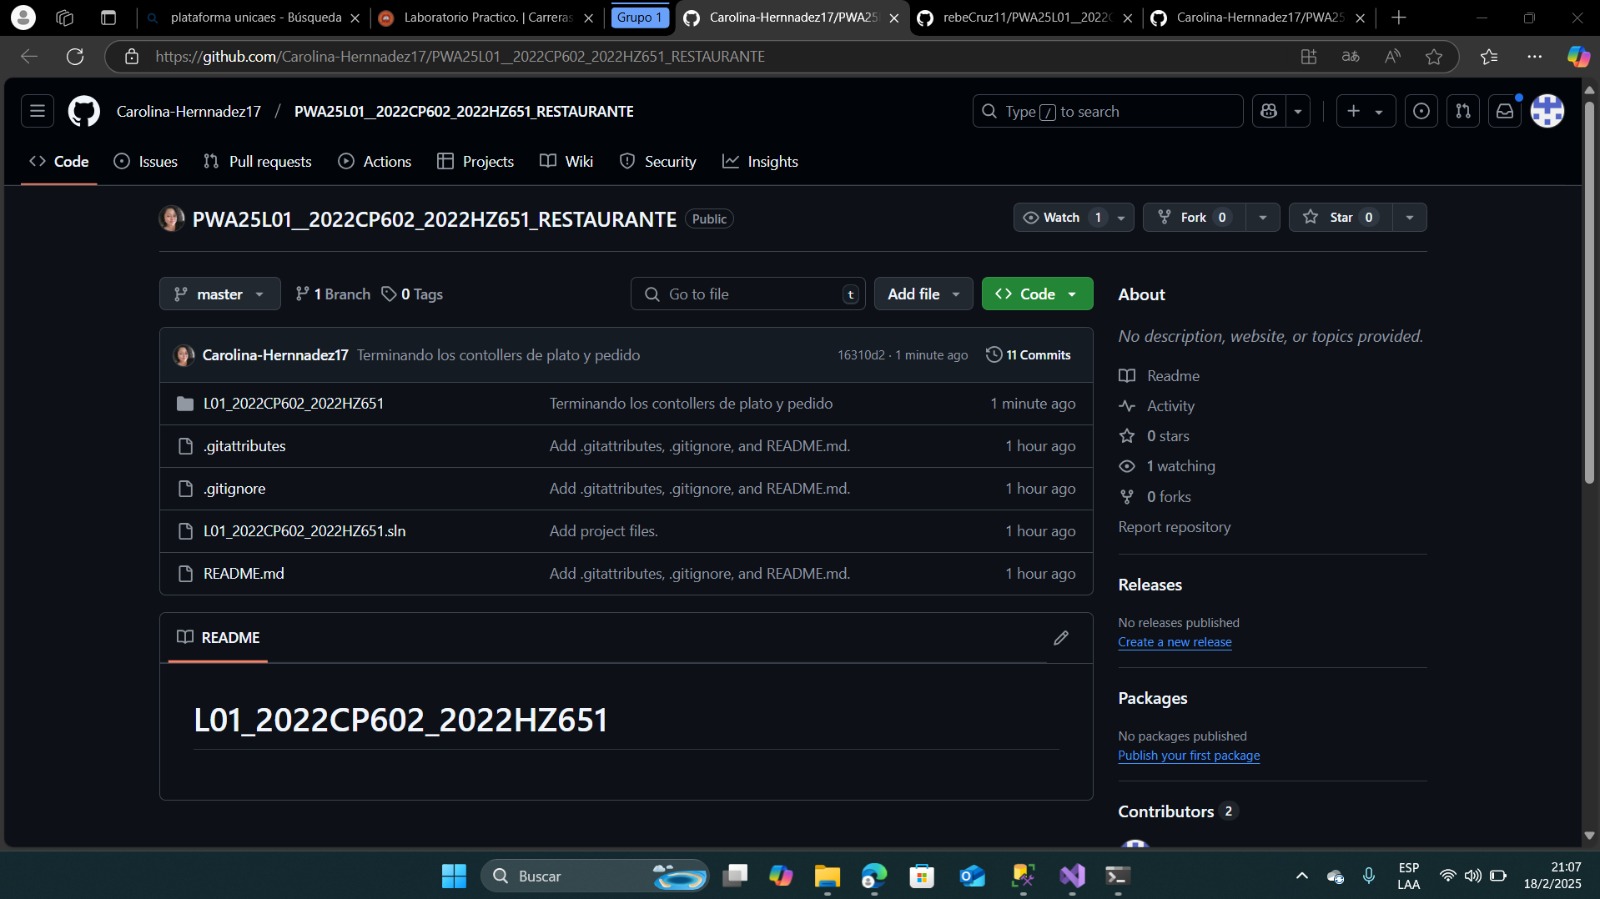 plataforma unicaes - Búsqueda
Laboratorio Practico. | Carreras
Grupo 1
Carolina-Hernnadez17/PWA25
rebeCruz11/PWA25L01__2022C
Carolina-Hernnadez17/PWA25
https://github.com/Carolina-Hernnadez17/PWA25L01__2022CP602_2022HZ651_RESTAURANTE
Carolina-Hernnadez17 / PWA25L01__2022CP602_2022HZ651_RESTAURANTE
Type / to search
Code
Issues
Pull requests
Actions
Projects
Wiki
Security
Insights
PWA25L01__2022CP602_2022HZ651_RESTAURANTE Public
Watch 1
Fork 0
Star 0
master
1 Branch
0 Tags
Go to file t
Add file
Code
Carolina-Hernnadez17 Terminando los contollers de plato y pedido 16310d2 · 1 minute ago 11 Commits
L01_2022CP602_2022HZ651 Terminando los contollers de plato y pedido 1 minute ago
.gitattributes Add .gitattributes, .gitignore, and README.md. 1 hour ago
.gitignore Add .gitattributes, .gitignore, and README.md. 1 hour ago
L01_2022CP602_2022HZ651.sln Add project files. 1 hour ago
README.md Add .gitattributes, .gitignore, and README.md. 1 hour ago
README
L01_2022CP602_2022HZ651
About
No description, website, or topics provided.
Readme
Activity
0 stars
1 watching
0 forks
Report repository
Releases
No releases published
Create a new release
Packages
No packages published
Publish your first package
Contributors 2
Buscar
ESP
LAA
21:07
18/2/2025